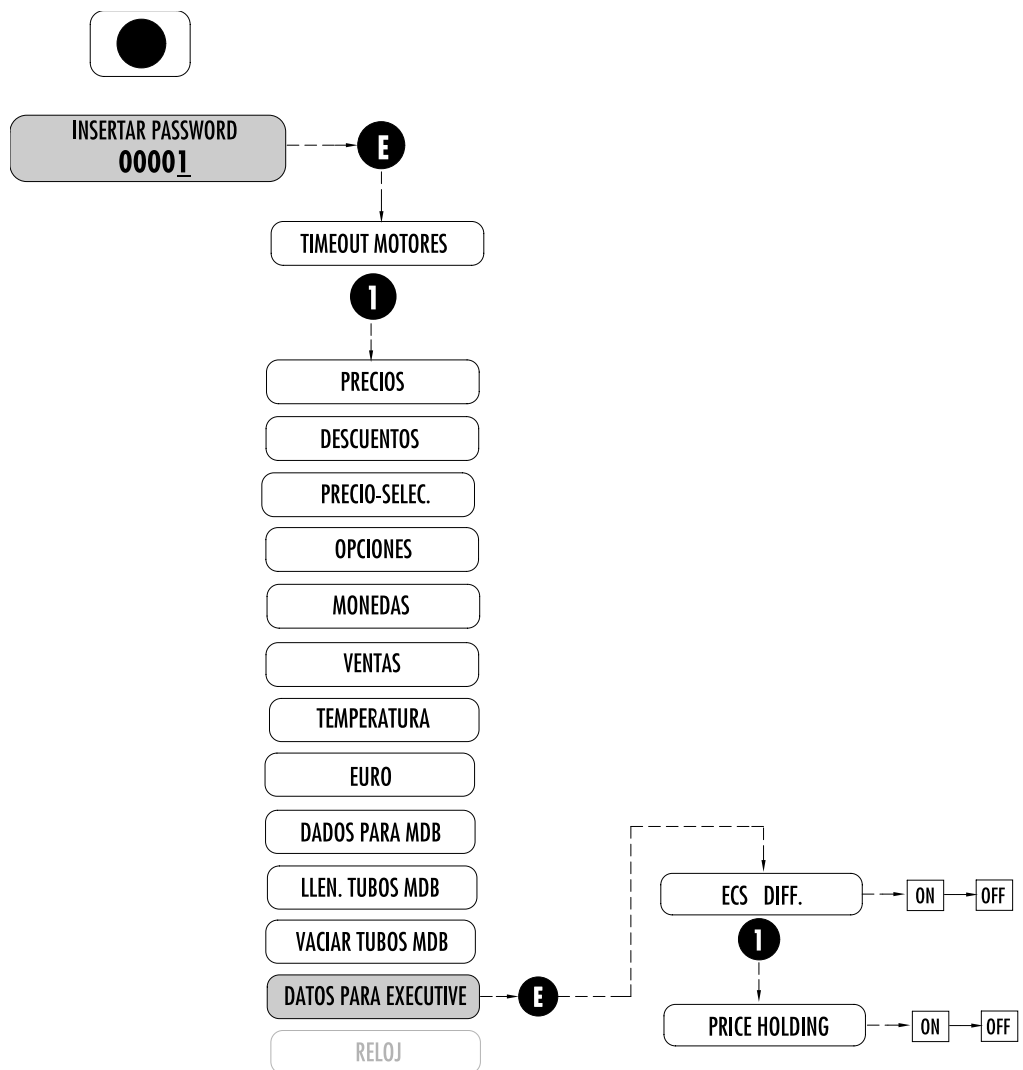 INSERTAR PASSWORD
00001
E
TIMEOUT MOTORES
1
PRECIOS
DESCUENTOS
PRECIO-SELEC.
OPCIONES
MONEDAS
VENTAS
TEMPERATURA
EURO
DADOS PARA MDB
LLEN. TUBOS MDB
VACIAR TUBOS MDB
DATOS PARA EXECUTIVE
E
RELOJ
ECS DIFF.
ON
OFF
1
PRICE HOLDING
ON
OFF